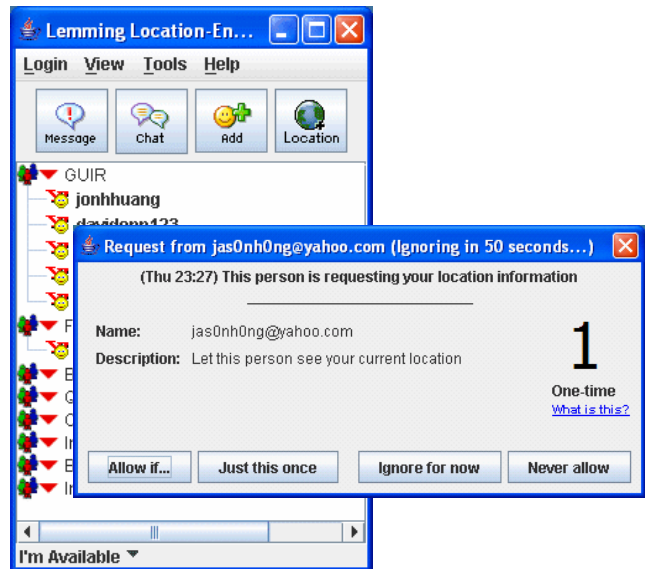 Lemming Location-En...
Login View Tools Help
Message Chat Add Location
GUIR
jonhhuang
Request from jas0nh0ng@yahoo.com (Ignoring in 50 seconds...)
(Thu 23:27) This person is requesting your location information
Name: jas0nh0ng@yahoo.com
Description: Let this person see your current location
1
One-time
What is this?
Allow if... Just this once Ignore for now Never allow
I'm Available